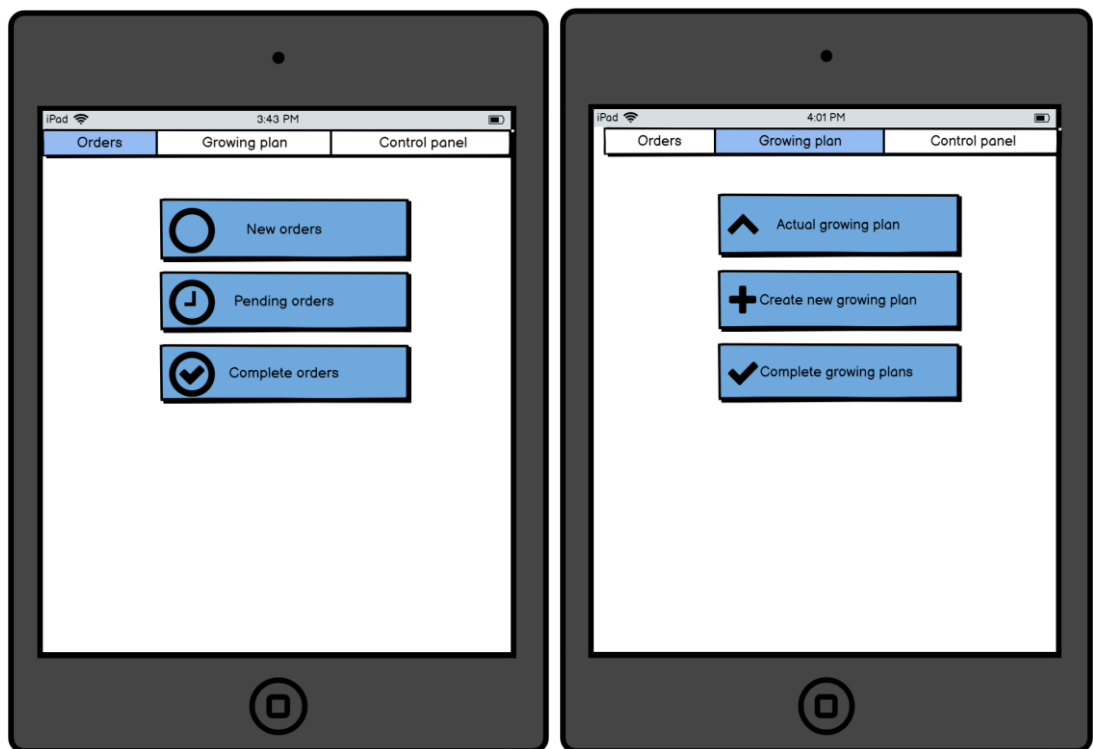 iPad 3:43 PM
Orders Growing plan Control panel
New orders
Pending orders
Complete orders
iPad 4:01 PM
Orders Growing plan Control panel
Actual growing plan
Create new growing plan
Complete growing plans